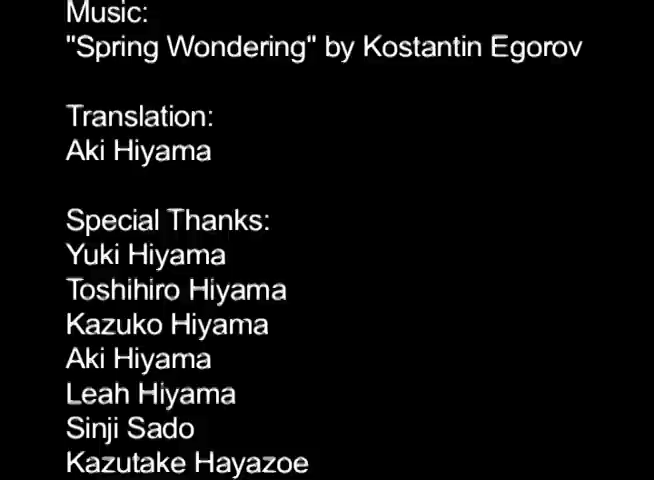 Music:
"Spring Wondering" by Kostantin Egorov
Translation:
Aki Hiyama
Special Thanks:
Yuki Hiyama
Toshihiro Hiyama
Kazuko Hiyama
Aki Hiyama
Leah Hiyama
Sinji Sado
Kazutake Hayazoe